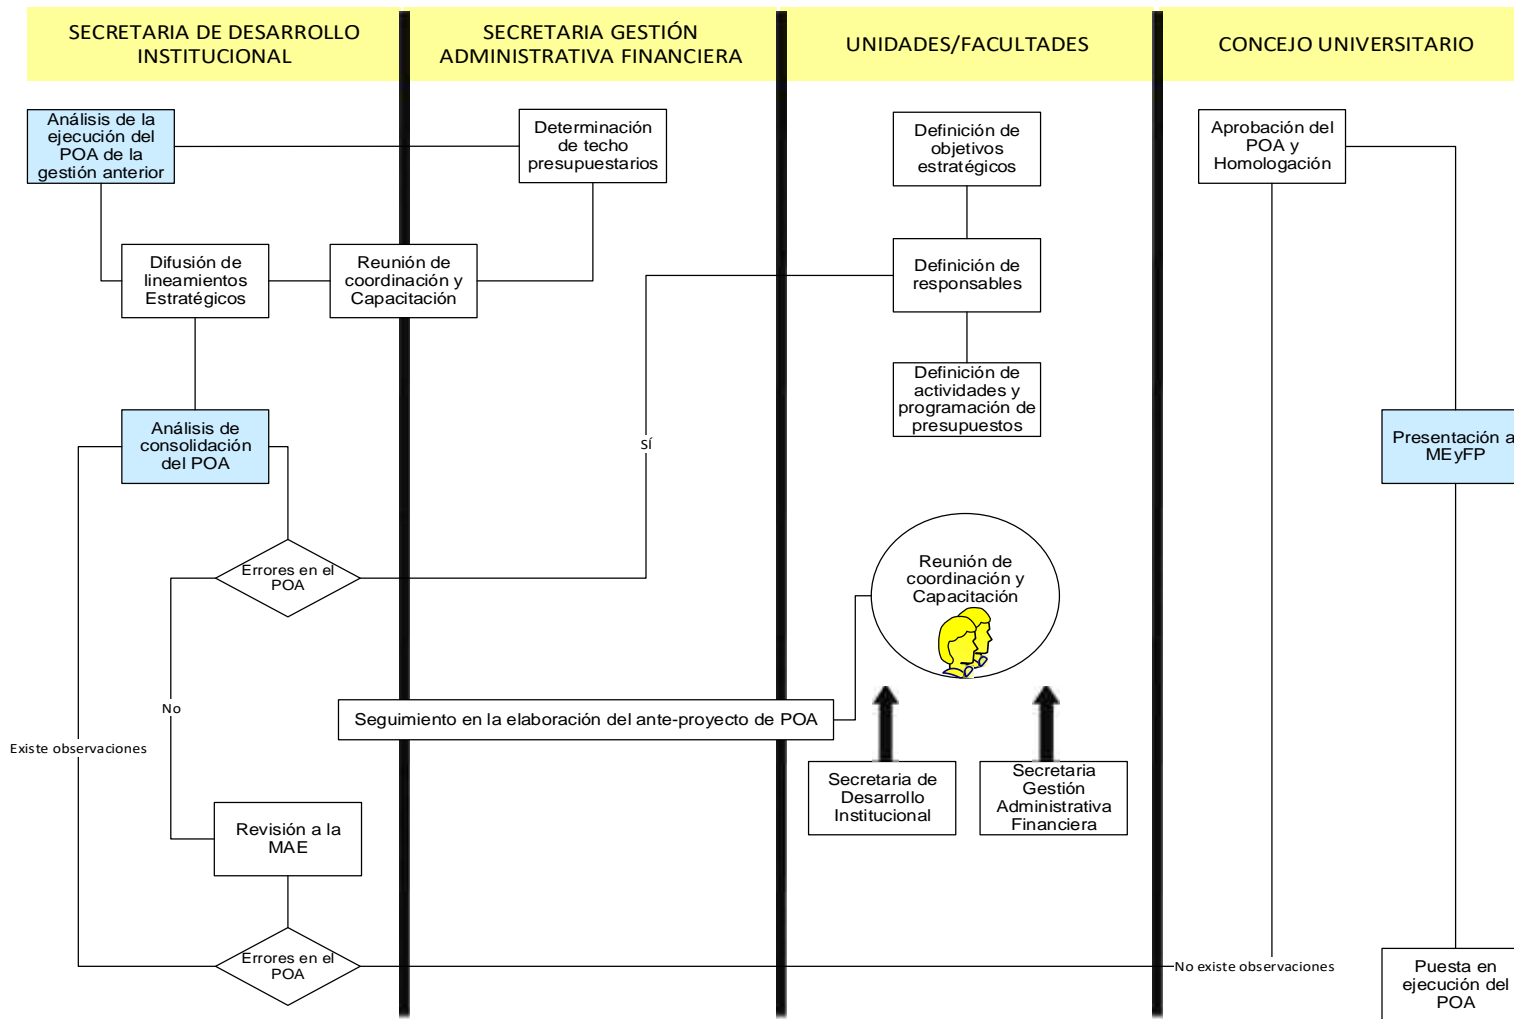 SECRETARIA DE DESARROLLO
INSTITUCIONAL
SECRETARIA GESTIÓN
ADMINISTRATIVA FINANCIERA
UNIDADES/FACULTADES
CONCEJO UNIVERSITARIO
Análisis de la
ejecución del
POA de la
gestión anterior
Determinación
de techo
presupuestarios
Definición de
objetivos
estratégicos
Aprobación del
POA y
Homologación
Difusión de
lineamientos
Estratégicos
Reunión de
coordinación y
Capacitación
Definición de
responsables
Definición de
actividades y
programación de
presupuestos
Análisis de
consolidación
del POA
SÍ
Presentación a
MEyFP
Errores en el
POA
Reunión de
coordinación y
Capacitación
No
Seguimiento en la elaboración del ante-proyecto de POA
Existe observaciones
Secretaria de
Desarrollo
Institucional
Secretaria
Gestión
Administrativa
Financiera
Revisión a la
MAE
Errores en el
POA
No existe observaciones
Puesta en
ejecución del
POA